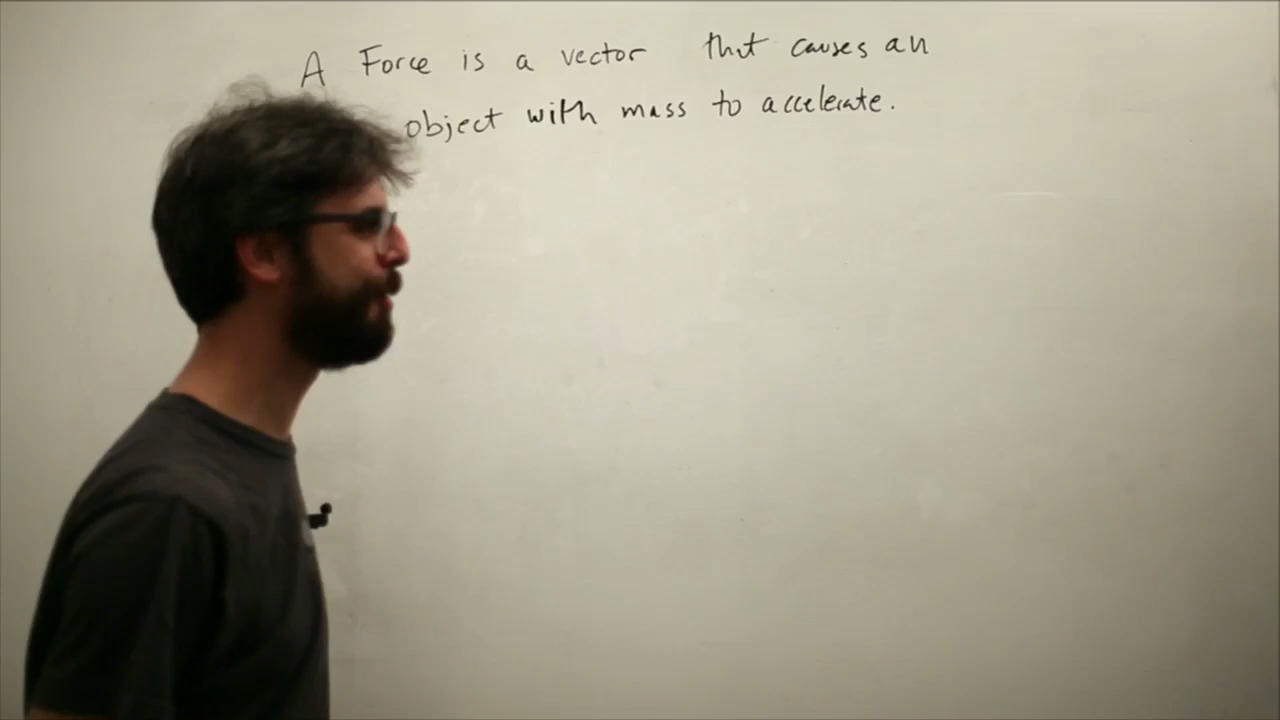 A Force is a vector that causes an
object with mass to accelerate.